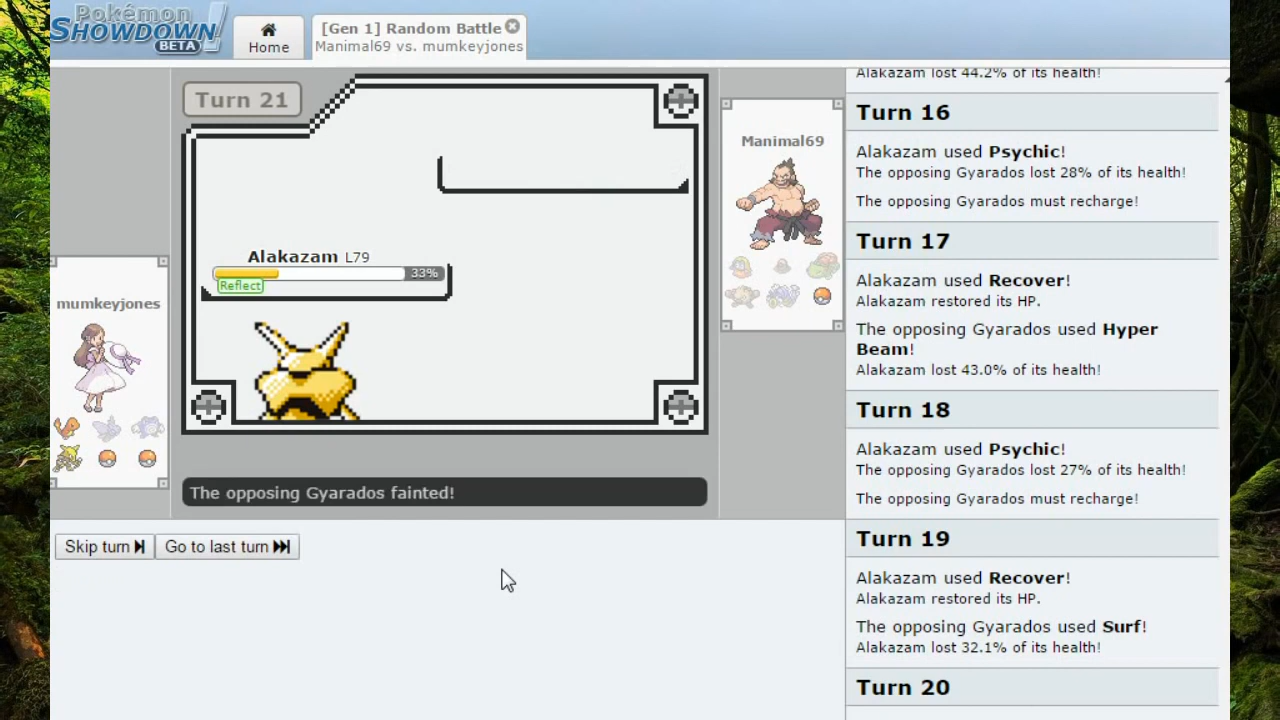 Pokémon
SHOWDOWN!
BETA
Home
[Gen 1] Random Battle
Manimal69 vs. mumkeyjones
Turn 21
Alakazam L79
33%
Reflect
mumkeyjones
Manimal69
The opposing Gyarados fainted!
Skip turn
Go to last turn
Alakazam lost 44.2% of its health!
Turn 16
Alakazam used Psychic!
The opposing Gyarados lost 28% of its health!
The opposing Gyarados must recharge!
Turn 17
Alakazam used Recover!
Alakazam restored its HP.
The opposing Gyarados used Hyper
Beam!
Alakazam lost 43.0% of its health!
Turn 18
Alakazam used Psychic!
The opposing Gyarados lost 27% of its health!
The opposing Gyarados must recharge!
Turn 19
Alakazam used Recover!
Alakazam restored its HP.
The opposing Gyarados used Surf!
Alakazam lost 32.1% of its health!
Turn 20